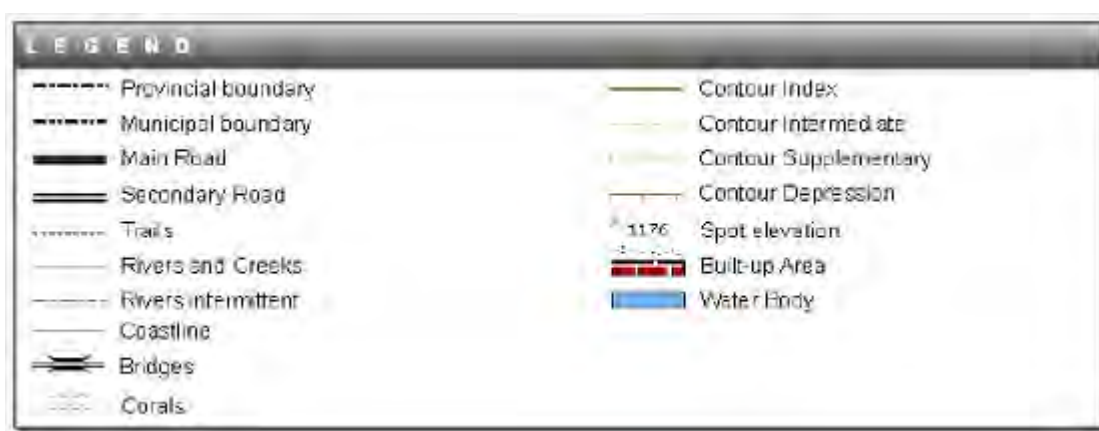 LEGEND
Provincial boundary
Municipal boundary
Main Road
Secondary Road
Trails
Rivers and Creeks
Rivers intermittent
Coastline
Bridges
Corals
Contour Index
Contour Intermediate
Contour Supplementary
Contour Depression
1176 Spot elevation
Built-up Area
Water Body